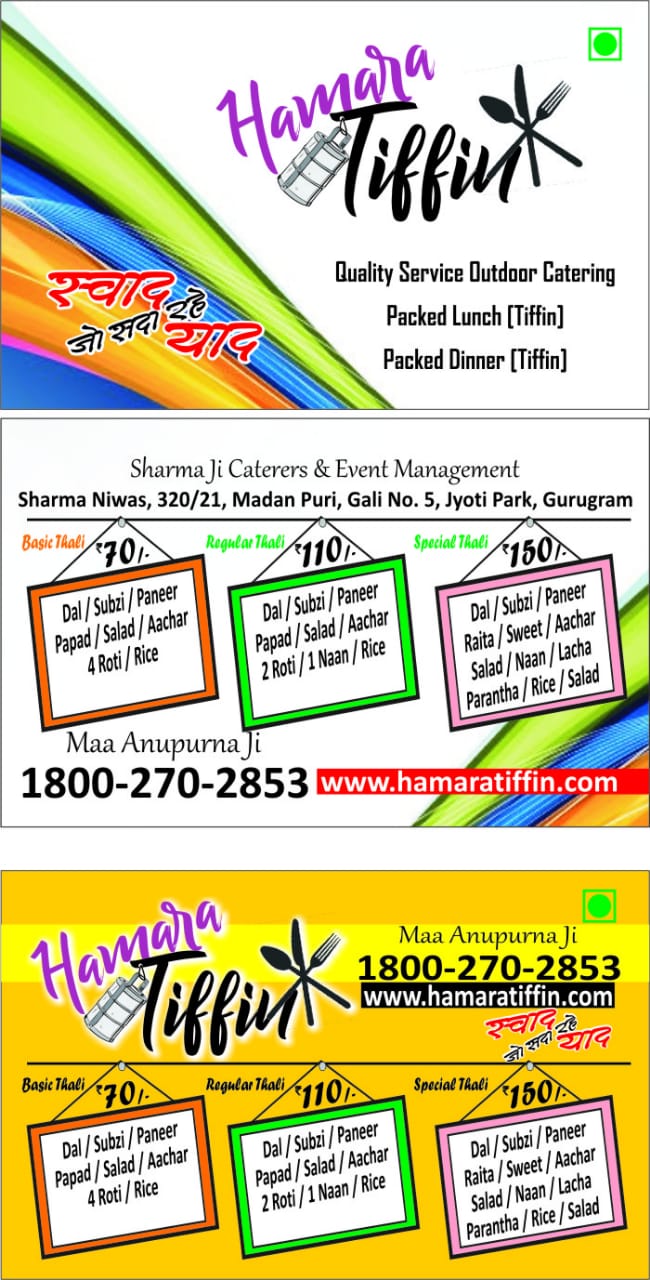 Hamara
Tiffin
Quality Service Outdoor Catering
Packed Lunch [Tiffin]
Packed Dinner [Tiffin]
स्वाद
जो सदा रहे
याद
Sharma Ji Caterers & Event Management
Sharma Niwas, 320/21, Madan Puri, Gali No. 5, Jyoti Park, Gurugram
Basic Thali ₹70/-
Dal / Subzi / Paneer
Papad / Salad / Aachar
4 Roti / Rice
Regular Thali ₹110/-
Dal / Subzi / Paneer
Papad / Salad / Aachar
2 Roti / 1 Naan / Rice
Special Thali ₹150/-
Dal / Subzi / Paneer
Raita / Sweet / Aachar
Salad / Naan / Lacha
Parantha / Rice / Salad
Maa Anupurna Ji
1800-270-2853 www.hamaratiffin.com
Hamara
Tiffin
Maa Anupurna Ji
1800-270-2853
www.hamaratiffin.com
स्वाद
जो सदा रहे
याद
Basic Thali ₹70/-
Dal / Subzi / Paneer
Papad / Salad / Aachar
4 Roti / Rice
Regular Thali ₹110/-
Dal / Subzi / Paneer
Papad / Salad / Aachar
2 Roti / 1 Naan / Rice
Special Thali ₹150/-
Dal / Subzi / Paneer
Raita / Sweet / Aachar
Salad / Naan / Lacha
Parantha / Rice / Salad